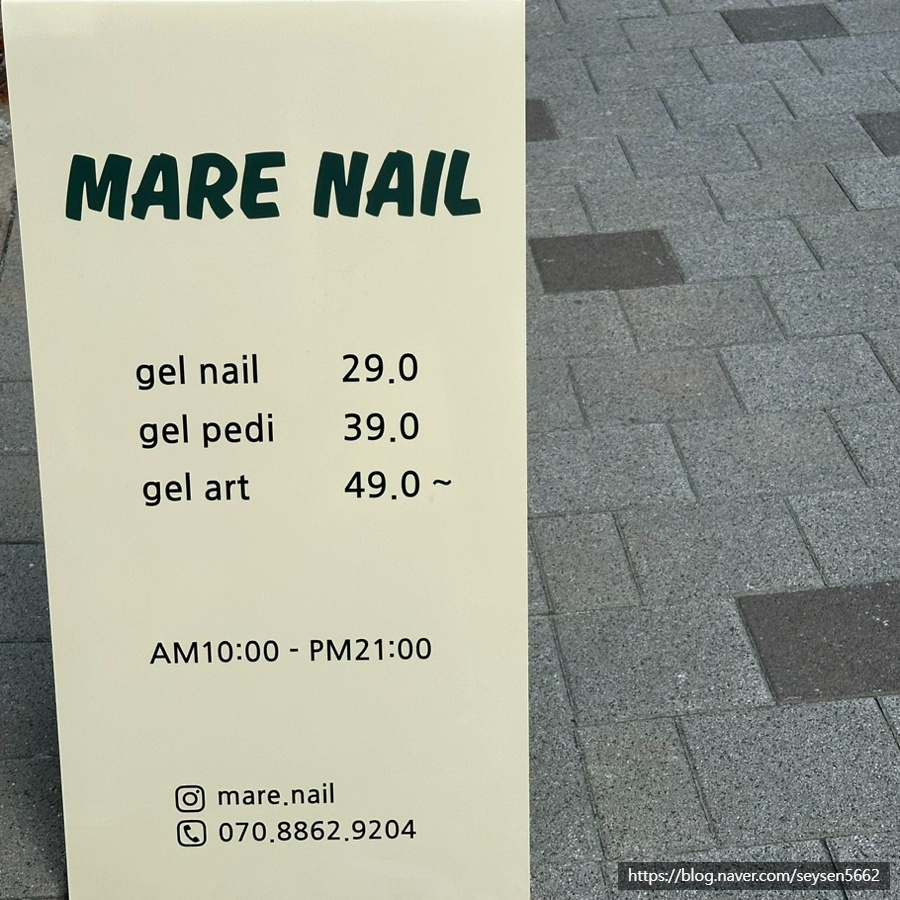 MARE NAIL
gel nail 29.0
gel pedi 39.0
gel art 49.0 ~
AM10:00 - PM21:00
mare.nail
070.8862.9204
https://blog.naver.com/seysen5662